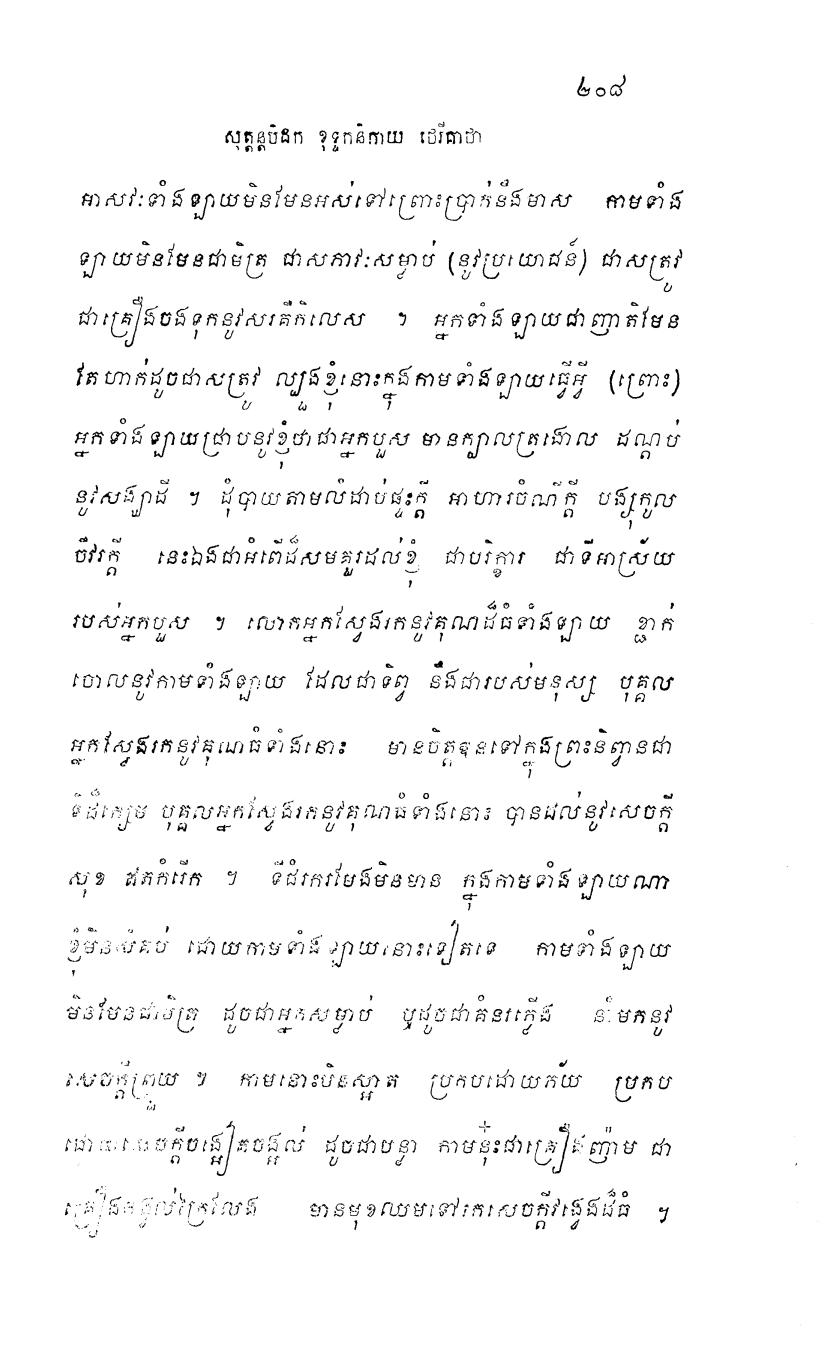 ២០៨
សុត្តន្តបិដក ខុទ្ទកនិកាយ ថេរីគាថា
អាសវៈទាំងឡាយមិនមែនអស់ទៅព្រោះប្រាក់នឹងមាស កាមទាំង
ឡាយមិនមែនជាមិត្រ ជាសភាវៈសម្លាប់ (នូវប្រយោជន៍) ជាសត្រូវ
ជាគ្រឿងចងទុកនូវសរគឺកិលេស ។ អ្នកទាំងឡាយជាញាតិមែន
តែហាក់ដូចជាសត្រូវ ល្បួងខ្ញុំនោះក្នុងកាមទាំងឡាយធ្វើអ្វី (ព្រោះ)
អ្នកទាំងឡាយជ្រាបនូវខ្ញុំថាជាអ្នកបួស មានក្បាលត្រងោល ដណ្តប់
នូវសង្ឃាដី ។ ដុំបាយតាមលំដាប់ផ្ទះក្តី អាហារចំណីក្តី បង្សុកូល
ចីវរក្តី នេះឯងជាអំពើដ៏សមគួរដល់ខ្ញុំ ជាបរិក្ខារ ជាទីអាស្រ័យ
របស់អ្នកបួស ។ លោកអ្នកស្វែងរកនូវគុណដ៏ធំទាំងឡាយ ខ្ជាក់
ចោលនូវកាមទាំងឡាយ ដែលជាទិព្វ នឹងជារបស់មនុស្ស បុគ្គល
អ្នកស្វែងរកនូវគុណធំទាំងនោះ មានចិត្តឱនទៅក្នុងព្រះនិព្វានជា
ទីដ៏ក្សេម បុគ្គលអ្នកស្វែងរកនូវគុណធំទាំងនោះ បានដល់នូវសេចក្តី
សុខ ឥតកំរើក ។ ទីជំរករមែងមិនមាន ក្នុងកាមទាំងឡាយណា
ខ្ញុំមិនជំគប់ ដោយកាមទាំងឡាយនោះទៀតទេ កាមទាំងឡាយ
មិនមែនជាមិត្រ ដូចជាអ្នកសម្លាប់ ឬដូចជាគំនរភ្លើង នាំមកនូវ
សេចក្តីព្រួយ ។ កាមនោះមិនស្អាត ប្រកបដោយភ័យ ប្រកប
ដោយសេចក្តីចង្អៀតចង្អល់ ដូចជាបន្លា កាមនុ៎ះជាគ្រឿងញ៉ាម ជា
គ្រឿងកង្វល់ក្រៃលែង មានមុខឈមទៅរកសេចក្តីវង្វេងដ៏ធំ ។